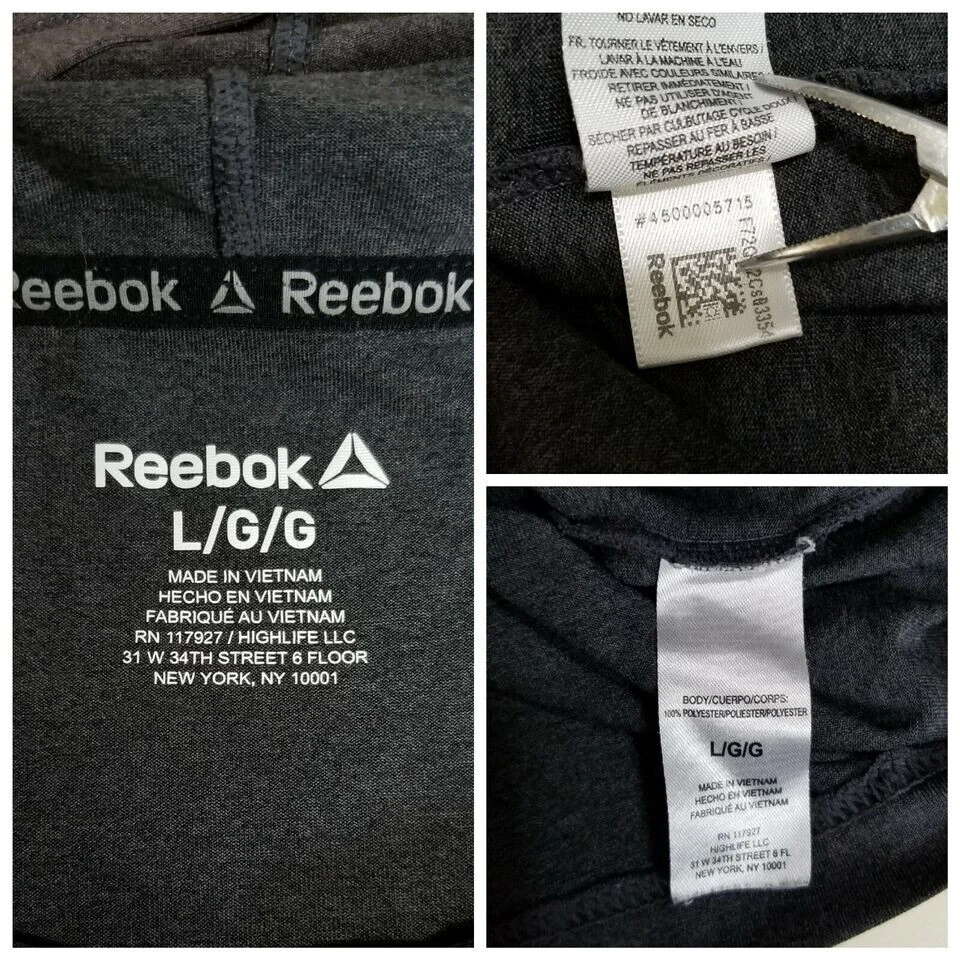 Reebok Reebok
Reebok
L/G/G
MADE IN VIETNAM
HECHO EN VIETNAM
FABRIQUÉ AU VIETNAM
RN 117927 / HIGHLIFE LLC
31 W 34TH STREET 6 FLOOR
NEW YORK, NY 10001
NO LAVAR EN SECO
FR. TOURNER LE VÊTEMENT À L'ENVERS /
LAVAR À LA MACHINE À L'EAU
FROIDE AVEC COULEURS SIMILAIRES
RETIRER IMMÉDIATEMENT /
NE PAS UTILISER D'AGENT
DE BLANCHIMENT /
SÉCHER PAR CULBUTAGE CYCLE DOUX /
REPASSER AU FER À BASSE
TEMPÉRATURE AU BESOIN /
NE PAS REPASSER LES
ÉLÉMENTS DÉCORATIFS
#4500005715
Reebok
BODY/CUERPO/CORPS:
100% POLYESTER/POLIESTER/POLYESTER
L/G/G
MADE IN VIETNAM
HECHO EN VIETNAM
FABRIQUÉ AU VIETNAM
RN 117927
HIGHLIFE LLC
31 W 34TH STREET 6 FL
NEW YORK, NY 10001